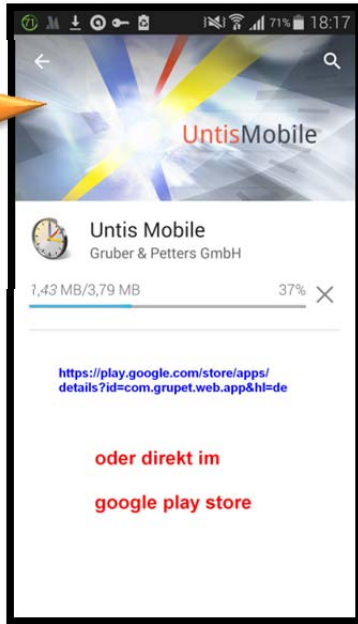 71% 18:17
UntisMobile
Untis Mobile
Gruber & Petters GmbH
1,43 MB/3,79 MB 37%
https://play.google.com/store/apps/
details?id=com.grupet.web.app&hl=de
oder direkt im
google play store